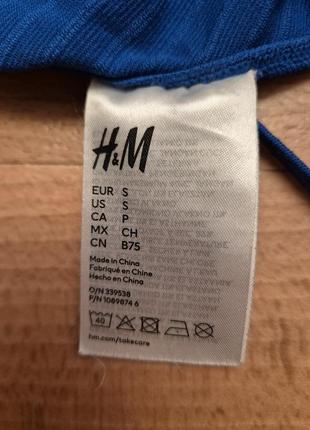 H&M
EUR S
US S
CA P
MX CH
CN B75
Made in China
Fabriqué en Chine
Hecho en China
O/N 339538
P/N 1089874 6
40
hm.com/takecare